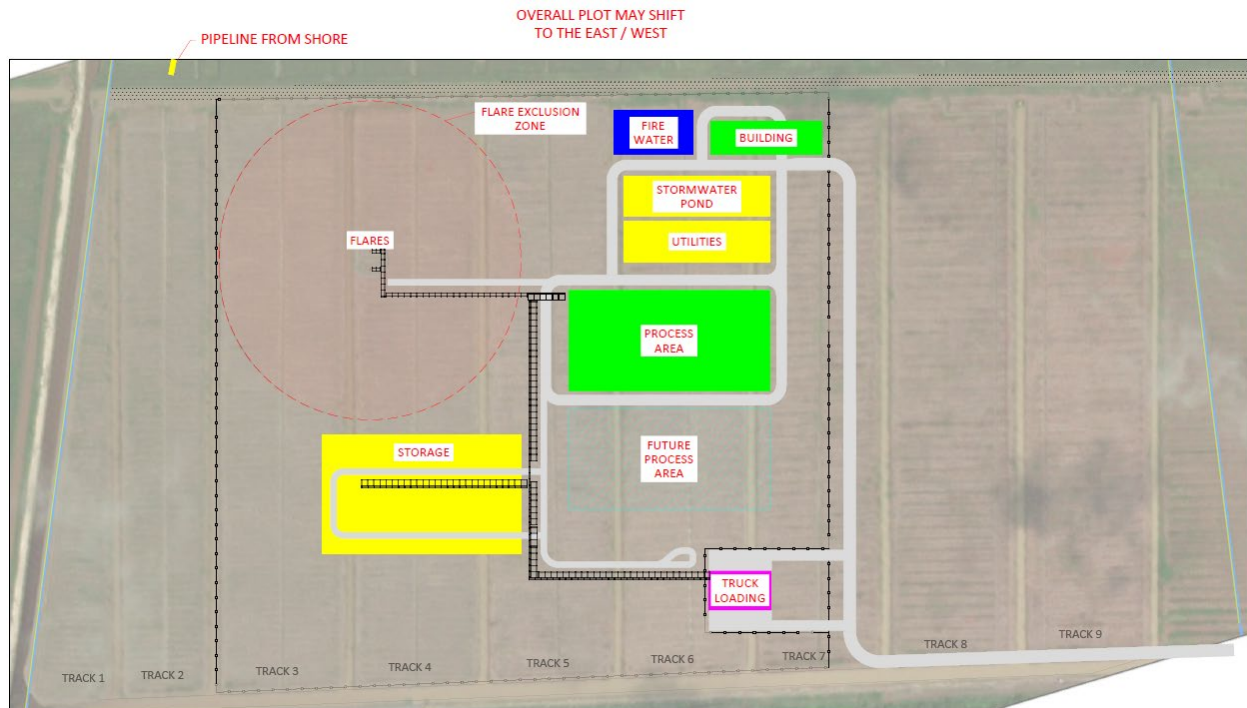 OVERALL PLOT MAY SHIFT
TO THE EAST / WEST
PIPELINE FROM SHORE
FLARE EXCLUSION
ZONE
FIRE
WATER
BUILDING
STORMWATER
POND
FLARES
UTILITIES
PROCESS
AREA
STORAGE
FUTURE
PROCESS
AREA
TRUCK
LOADING
TRACK 1
TRACK 2
TRACK 3
TRACK 4
TRACK 5
TRACK 6
TRACK 7
TRACK 8
TRACK 9